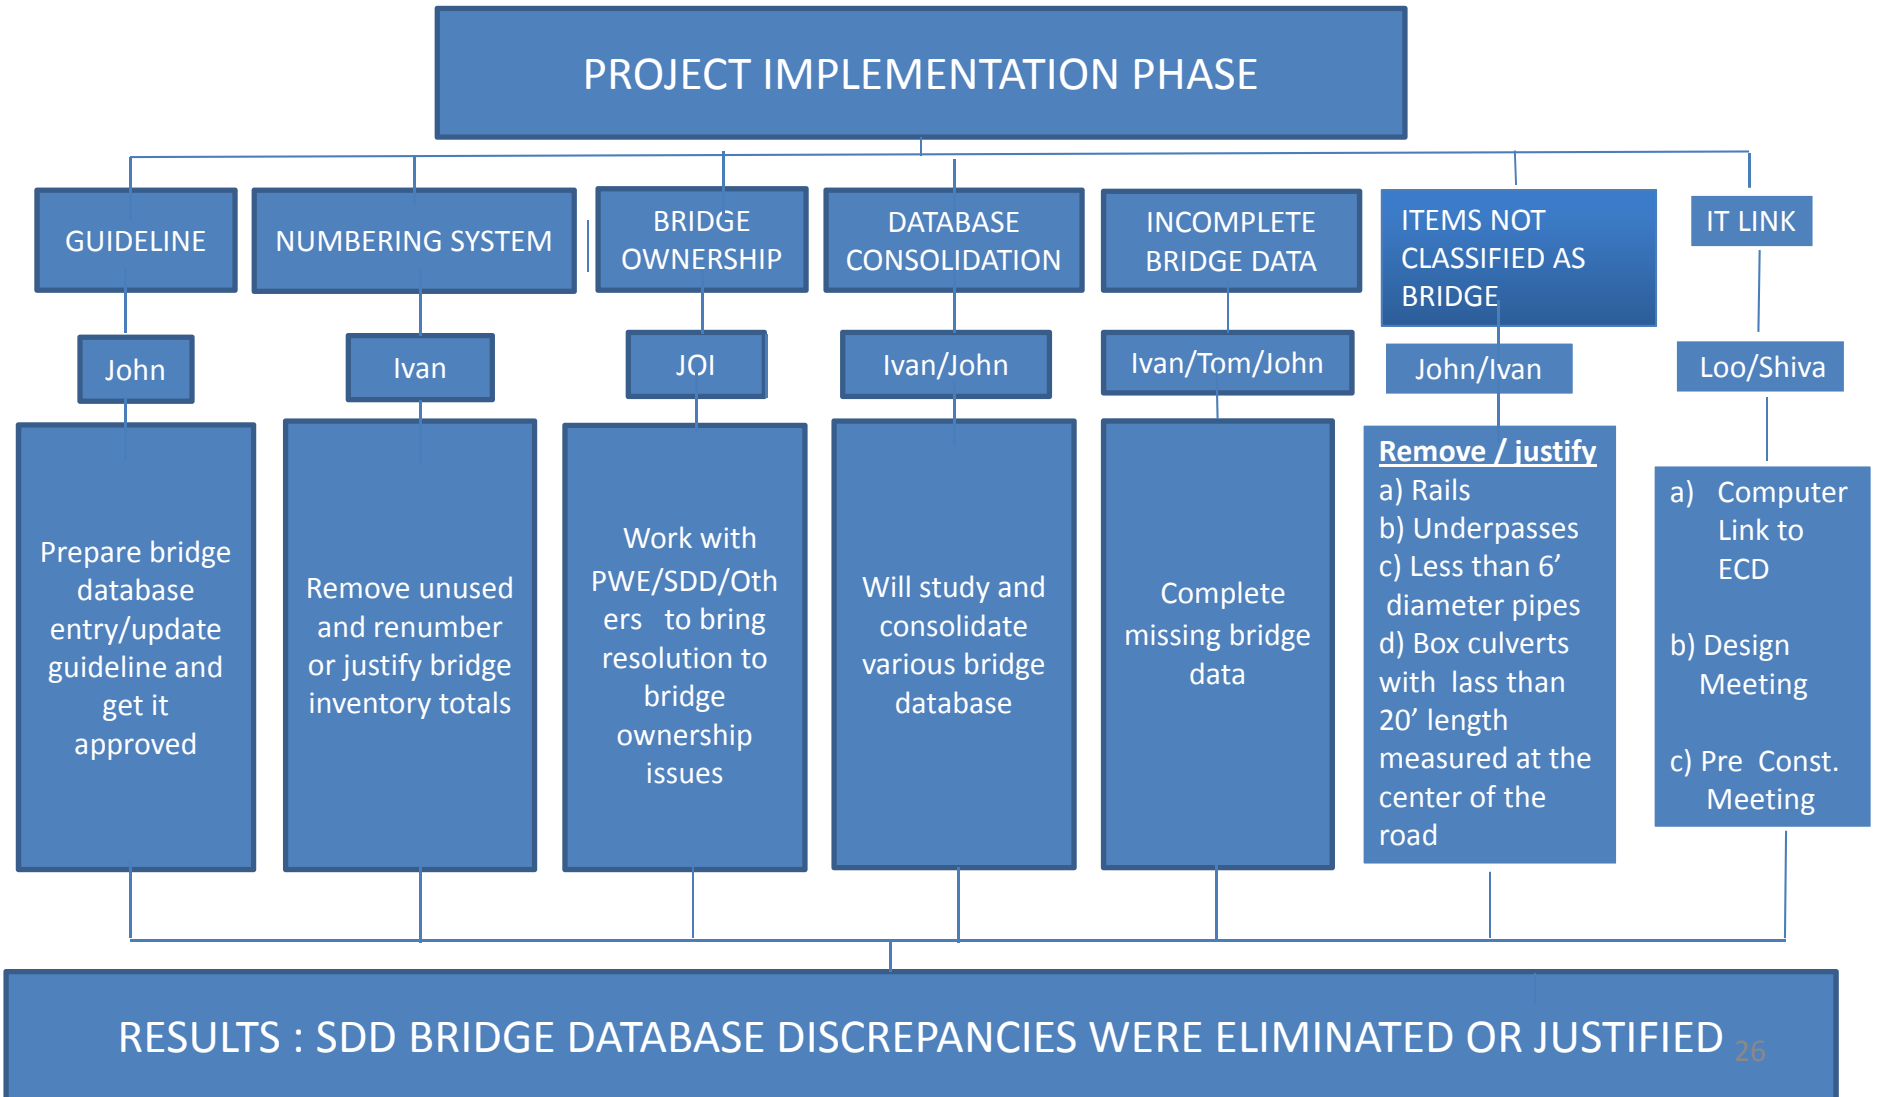 PROJECT IMPLEMENTATION PHASE
GUIDELINE
NUMBERING SYSTEM
BRIDGE
OWNERSHIP
DATABASE
CONSOLIDATION
INCOMPLETE
BRIDGE DATA
ITEMS NOT
CLASSIFIED AS
BRIDGE
IT LINK
John
Ivan
JOI
Ivan/John
Ivan/Tom/John
John/Ivan
Loo/Shiva
Prepare bridge
database
entry/update
guideline and
get it
approved
Remove unused
and renumber
or justify bridge
inventory totals
Work with
PWE/SDD/Oth
ers to bring
resolution to
bridge
ownership
issues
Will study and
consolidate
various bridge
database
Complete
missing bridge
data
Remove / justify
a) Rails
b) Underpasses
c) Less than 6’
diameter pipes
d) Box culverts
with lass than
20’ length
measured at the
center of the
road
a) Computer
Link to
ECD
b) Design
Meeting
c) Pre Const.
Meeting
RESULTS : SDD BRIDGE DATABASE DISCREPANCIES WERE ELIMINATED OR JUSTIFIED
26